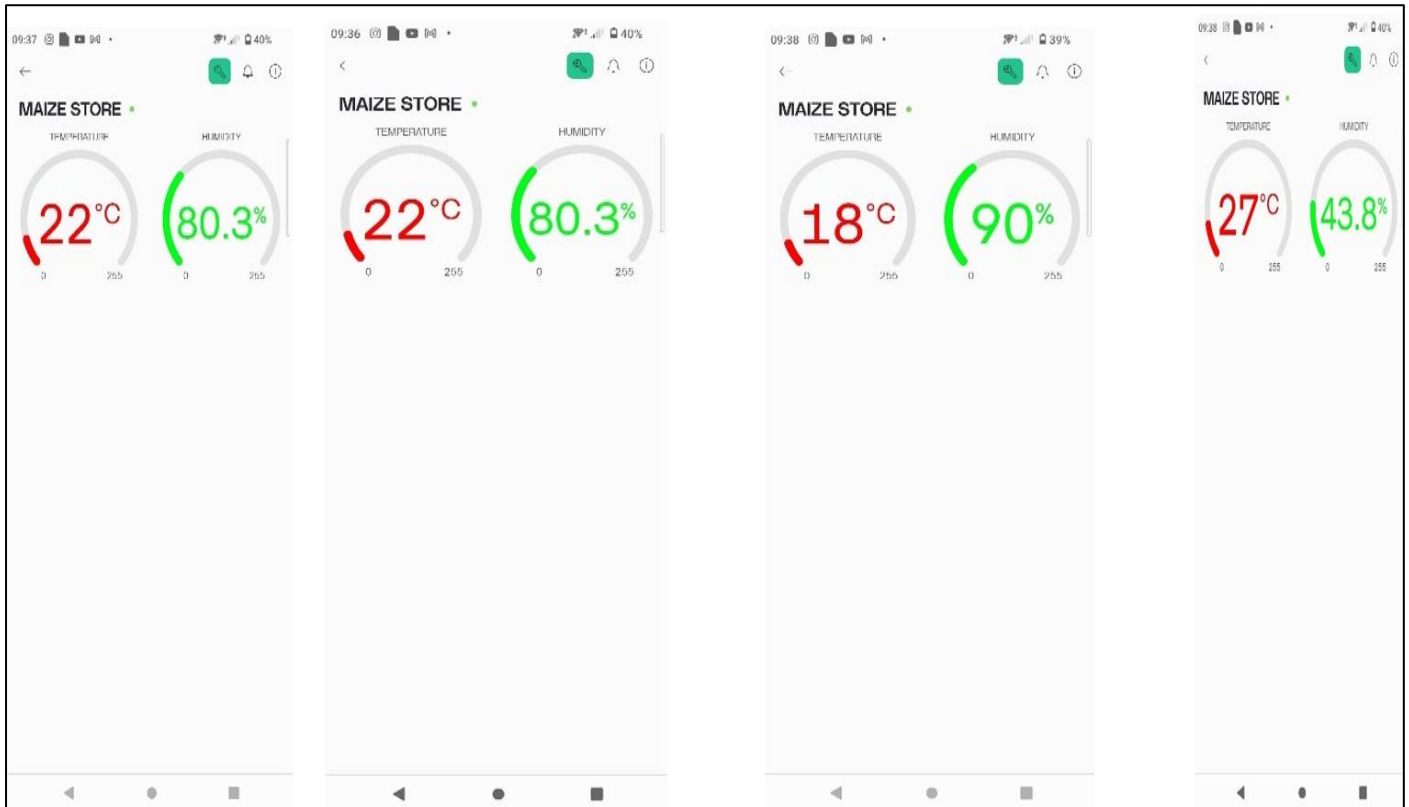 09:37 40%
MAIZE STORE
TEMPERATURE HUMIDITY
22°C 80.3%
0 255 0 255
09:36 40%
MAIZE STORE
TEMPERATURE HUMIDITY
22°C 80.3%
0 255 0 255
09:38 39%
MAIZE STORE
TEMPERATURE HUMIDITY
18°C 90%
0 255 0 255
09:38 40%
MAIZE STORE
TEMPERATURE HUMIDITY
27°C 43.8%
0 255 0 255